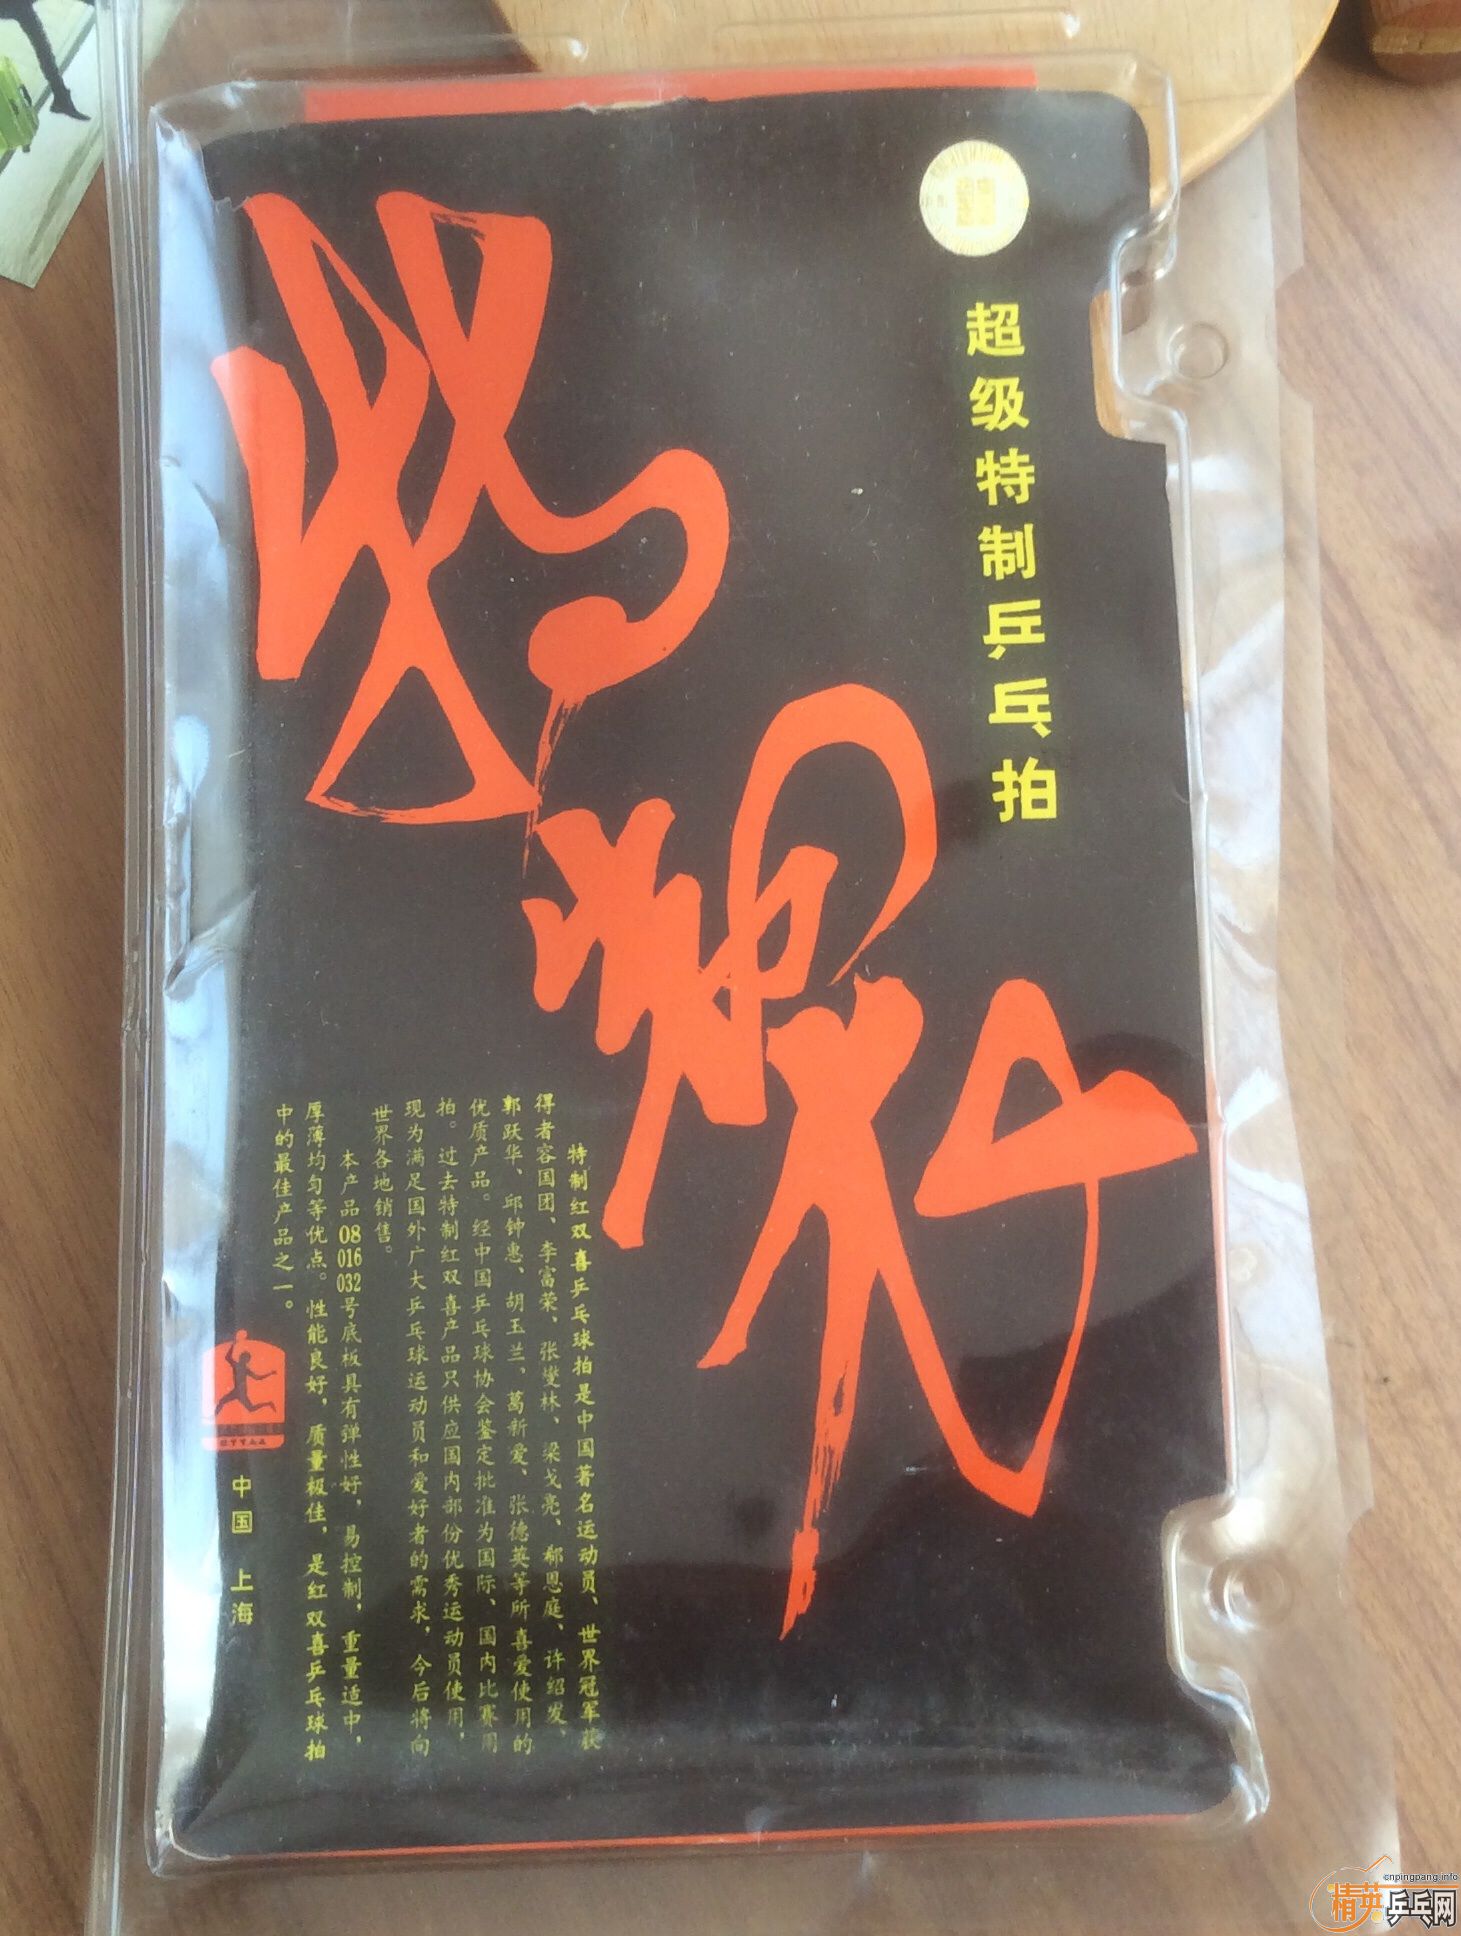 超级特制乒乓拍
特制红双喜乒乓球拍是中国著名运动员、世界冠军获
得者容国团、李富荣、张燮林、梁戈亮、郗恩庭、许绍发、
郭跃华、邱钟惠、胡玉兰、葛新爱、张德英等所喜爱使用的
优质产品。经中国乒乓球协会鉴定批准为国际、国内比赛用
拍。过去特制红双喜产品只供应国内部份优秀运动员使用，
现为满足国外广大乒乓球运动员和爱好者的需求，今后将向
世界各地销售。
本产品08 016 032号底板具有弹性好，易控制，重量适中，
厚薄均匀等优点。性能良好，质量极佳，是红双喜乒乓球拍
中的最佳产品之一。
中国 上海
cnpingpang.info
精英乒乓网